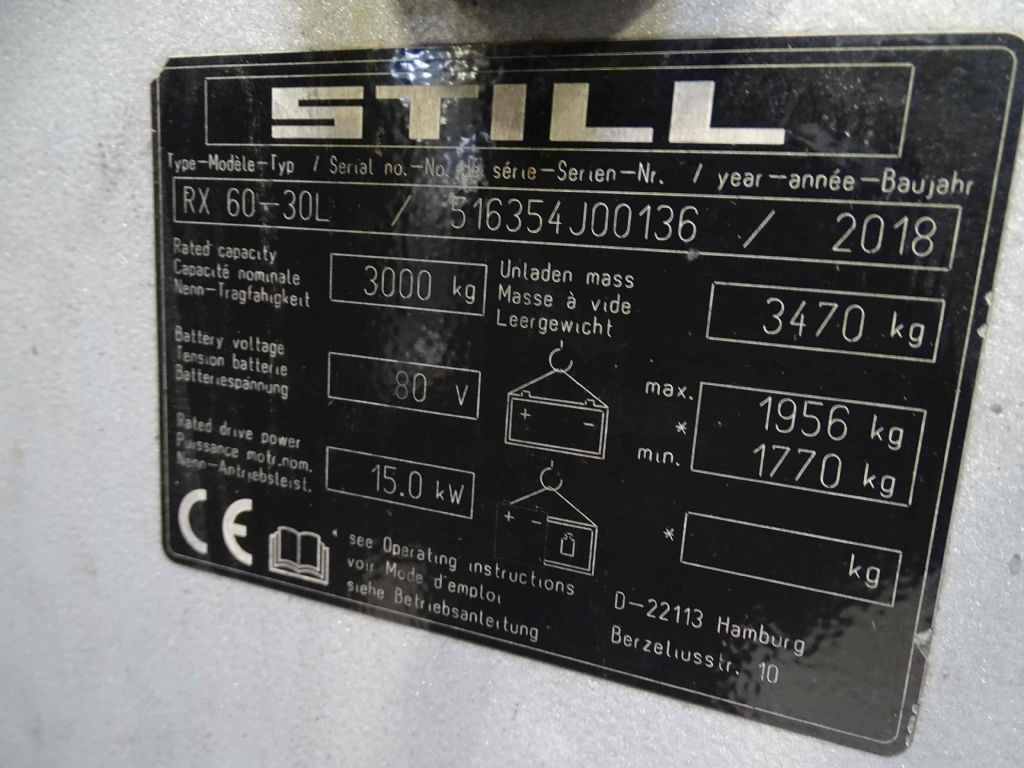 STILL
Type-Modèle-Typ / Serial no.-No. de série-Serien-Nr. / year-année-Baujahr
RX 60-30L / 516354J00136 / 2018
Rated capacity
Capacité nominale
Nenn-Tragfähigkeit
3000 kg
Unladen mass
Masse à vide
Leergewicht
3470 kg
Battery voltage
Tension batterie
Batteriespannung
80 V
+ -
max.
*
min.
1956 kg
1770 kg
Rated drive power
Puissance motr.nom.
Nenn-Antriebsleist.
15.0 kW
+ -
*
kg
CE
* see Operating instructions
voir Mode d'emploi
siehe Betriebsanleitung
D-22113 Hamburg
Berzeliusstr. 10